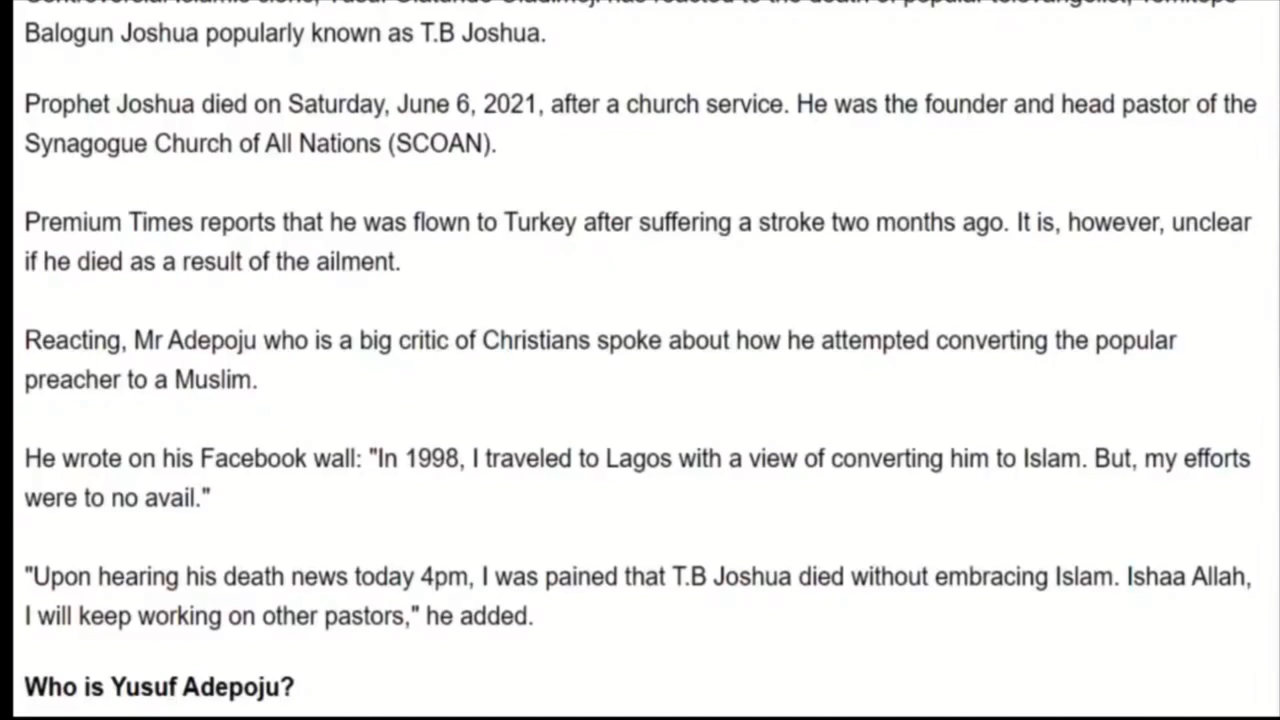 Balogun Joshua popularly known as T.B Joshua.
Prophet Joshua died on Saturday, June 6, 2021, after a church service. He was the founder and head pastor of the
Synagogue Church of All Nations (SCOAN).
Premium Times reports that he was flown to Turkey after suffering a stroke two months ago. It is, however, unclear
if he died as a result of the ailment.
Reacting, Mr Adepoju who is a big critic of Christians spoke about how he attempted converting the popular
preacher to a Muslim.
He wrote on his Facebook wall: "In 1998, I traveled to Lagos with a view of converting him to Islam. But, my efforts
were to no avail."
"Upon hearing his death news today 4pm, I was pained that T.B Joshua died without embracing Islam. Ishaa Allah,
I will keep working on other pastors," he added.
Who is Yusuf Adepoju?